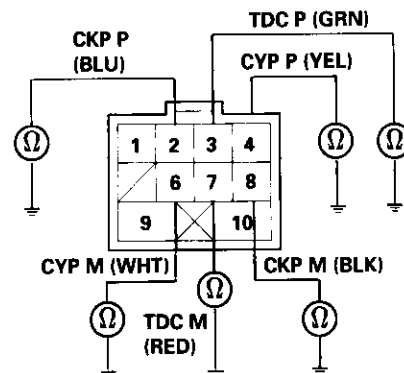 TDC P (GRN)
CKP P
(BLU)
CYP P (YEL)
Ω
Ω
Ω
1 2 3 4
6 7 8
9 10
CYP M (WHT)
CKP M (BLK)
Ω
Ω
Ω
TDC M
(RED)